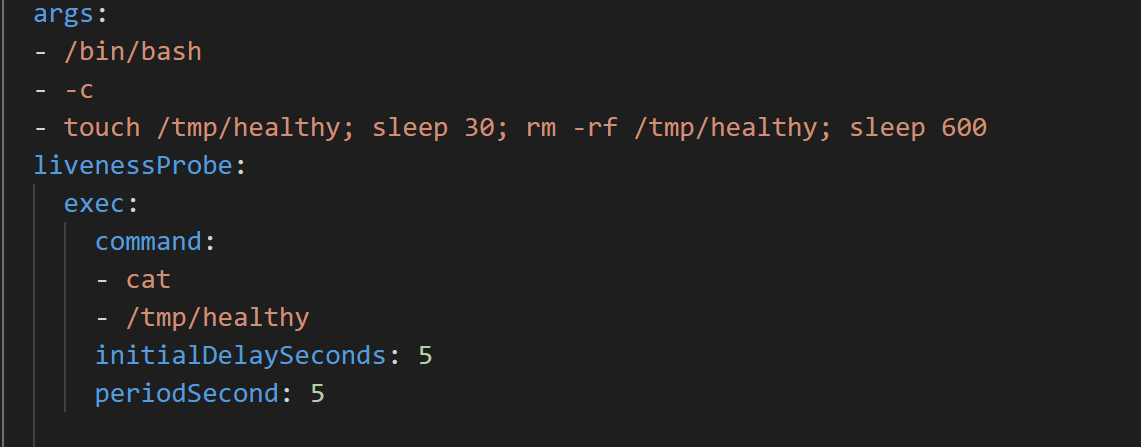 args:
- /bin/bash
- -c
- touch /tmp/healthy; sleep 30; rm -rf /tmp/healthy; sleep 600
livenessProbe:
exec:
command:
- cat
- /tmp/healthy
initialDelaySeconds: 5
periodSecond: 5